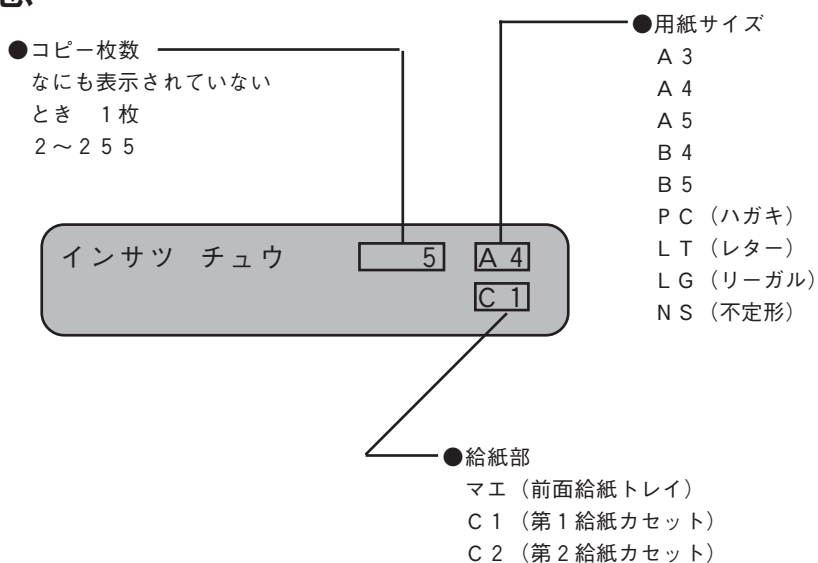 ●コピー枚数
なにも表示されていない
とき　1枚
2～255
●用紙サイズ
A3
A4
A5
B4
B5
PC（ハガキ）
LT（レター）
LG（リーガル）
NS（不定形）
インサツ　チュウ　5　A4
C1
●給紙部
マエ（前面給紙トレイ）
C1（第1給紙カセット）
C2（第2給紙カセット）